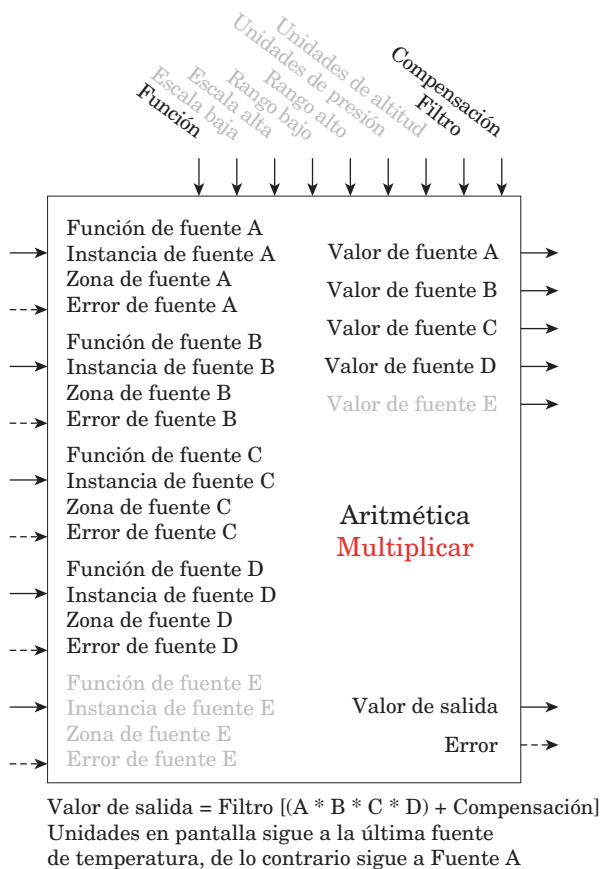 Función
Escala baja
Escala alta
Rango bajo
Rango alto
Unidades de presión
Unidades de altitud
Filtro
Compensación
Función de fuente A
Instancia de fuente A
Zona de fuente A
Error de fuente A
Función de fuente B
Instancia de fuente B
Zona de fuente B
Error de fuente B
Función de fuente C
Instancia de fuente C
Zona de fuente C
Error de fuente C
Función de fuente D
Instancia de fuente D
Zona de fuente D
Error de fuente D
Función de fuente E
Instancia de fuente E
Zona de fuente E
Error de fuente E
Valor de fuente A
Valor de fuente B
Valor de fuente C
Valor de fuente D
Valor de fuente E
Aritmética
Multiplicar
Valor de salida
Error
Valor de salida = Filtro [(A * B * C * D) + Compensación]
Unidades en pantalla sigue a la última fuente
de temperatura, de lo contrario sigue a Fuente A